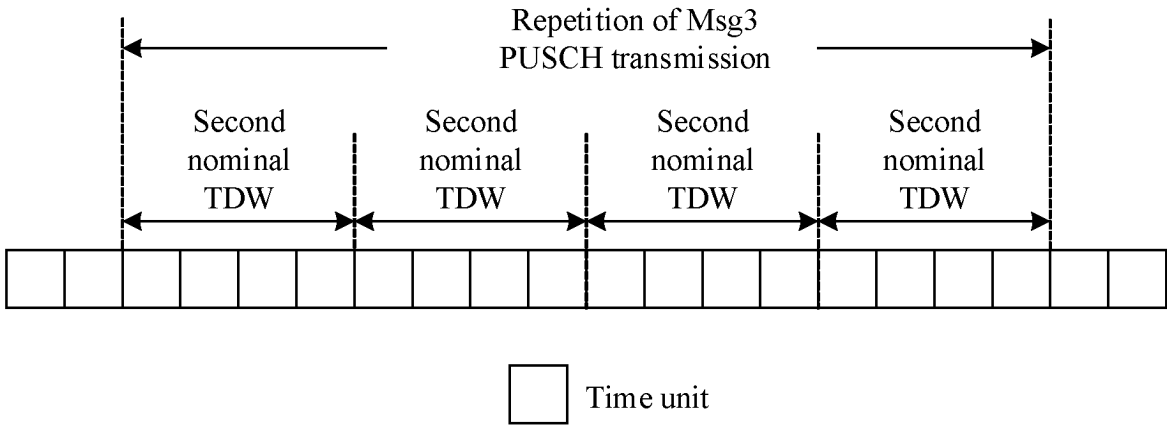 Repetition of Msg3
PUSCH transmission
Second
nominal
TDW
Second
nominal
TDW
Second
nominal
TDW
Second
nominal
TDW
Time unit